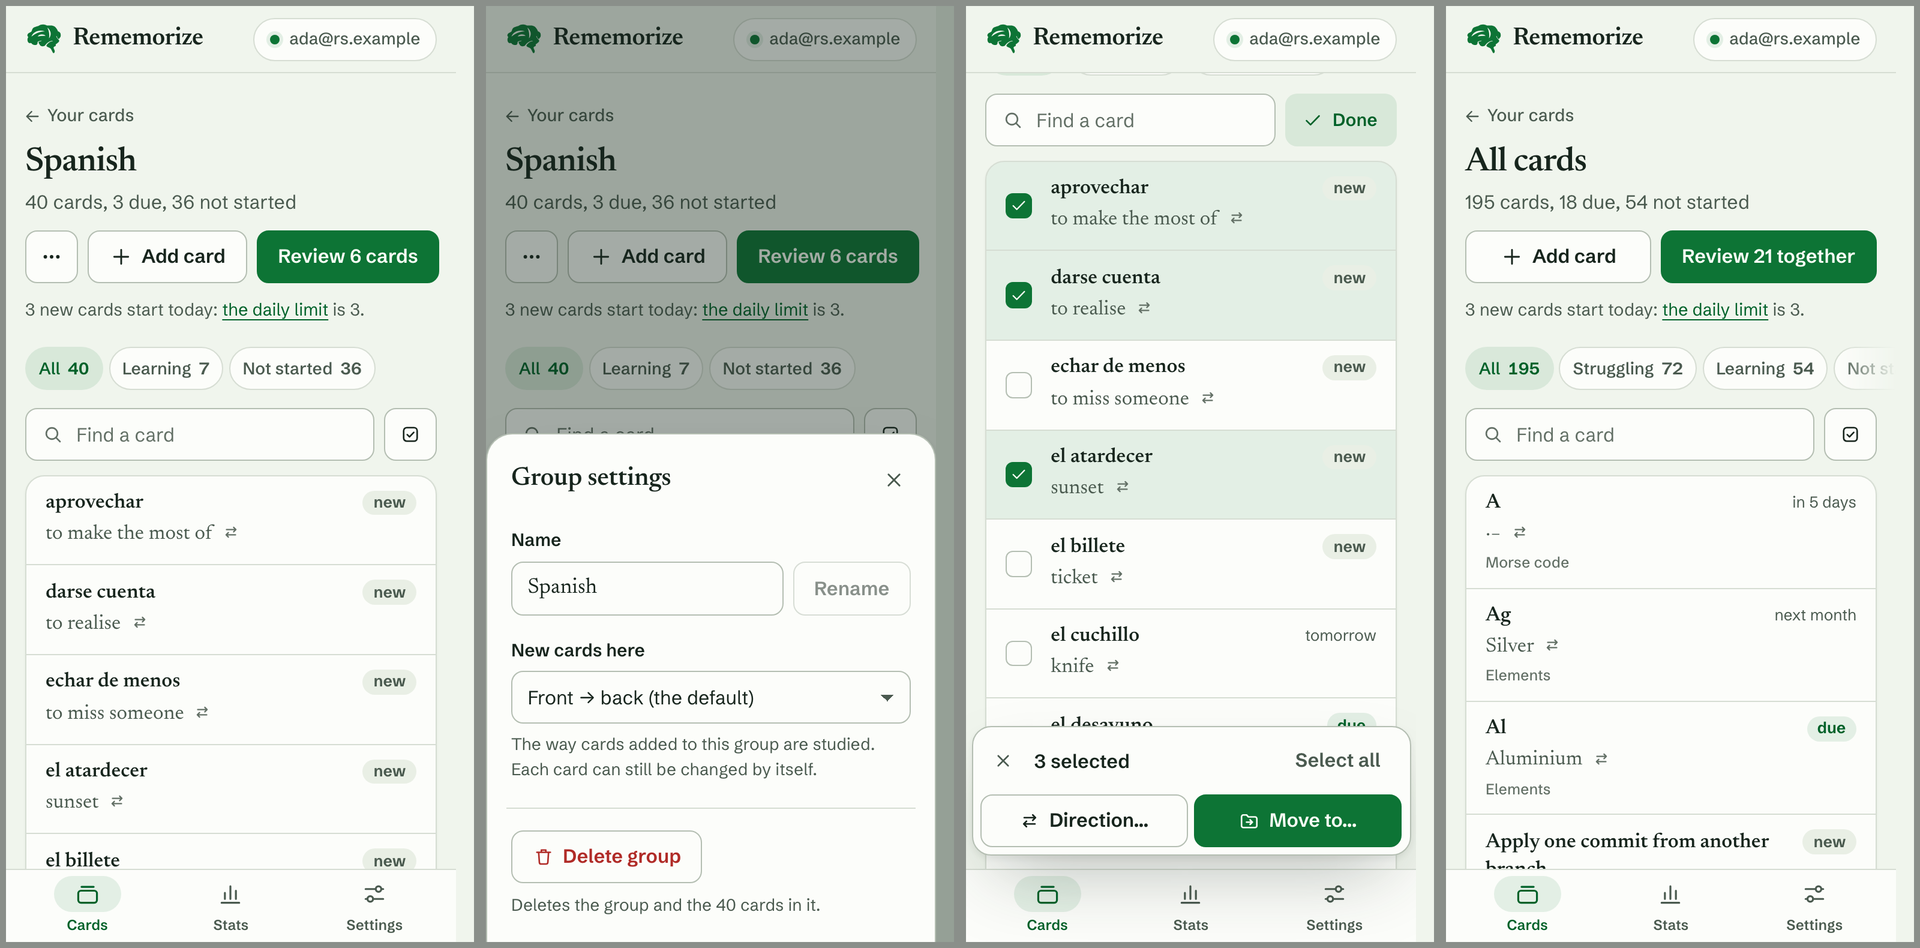 Rememorize
ada@rs.example
← Your cards
Spanish
40 cards, 3 due, 36 not started
... + Add card Review 6 cards
3 new cards start today: the daily limit is 3.
All 40 Learning 7 Not started 36
Find a card
aprovechar new
to make the most of ⇄
darse cuenta new
to realise ⇄
echar de menos new
to miss someone ⇄
el atardecer new
sunset ⇄
el billete new
Cards Stats Settings
Rememorize
ada@rs.example
← Your cards
Spanish
40 cards, 3 due, 36 not started
... + Add card Review 6 cards
3 new cards start today: the daily limit is 3.
All 40 Learning 7 Not started 36
Find a card
Group settings
Name
Spanish Rename
New cards here
Front → back (the default)
The way cards added to this group are studied.
Each card can still be changed by itself.
Delete group
Deletes the group and the 40 cards in it.
Rememorize
ada@rs.example
Find a card Done
aprovechar new
to make the most of ⇄
darse cuenta new
to realise ⇄
echar de menos new
to miss someone ⇄
el atardecer new
sunset ⇄
el billete new
ticket ⇄
el cuchillo tomorrow
knife ⇄
el desayuno due
3 selected Select all
Direction... Move to...
Cards Stats Settings
Rememorize
ada@rs.example
← Your cards
All cards
195 cards, 18 due, 54 not started
+ Add card Review 21 together
3 new cards start today: the daily limit is 3.
All 195 Struggling 72 Learning 54 Not st
Find a card
A in 5 days
·− ⇄
Morse code
Ag next month
Silver ⇄
Elements
Al due
Aluminium ⇄
Elements
Apply one commit from another new
branch
Cards Stats Settings